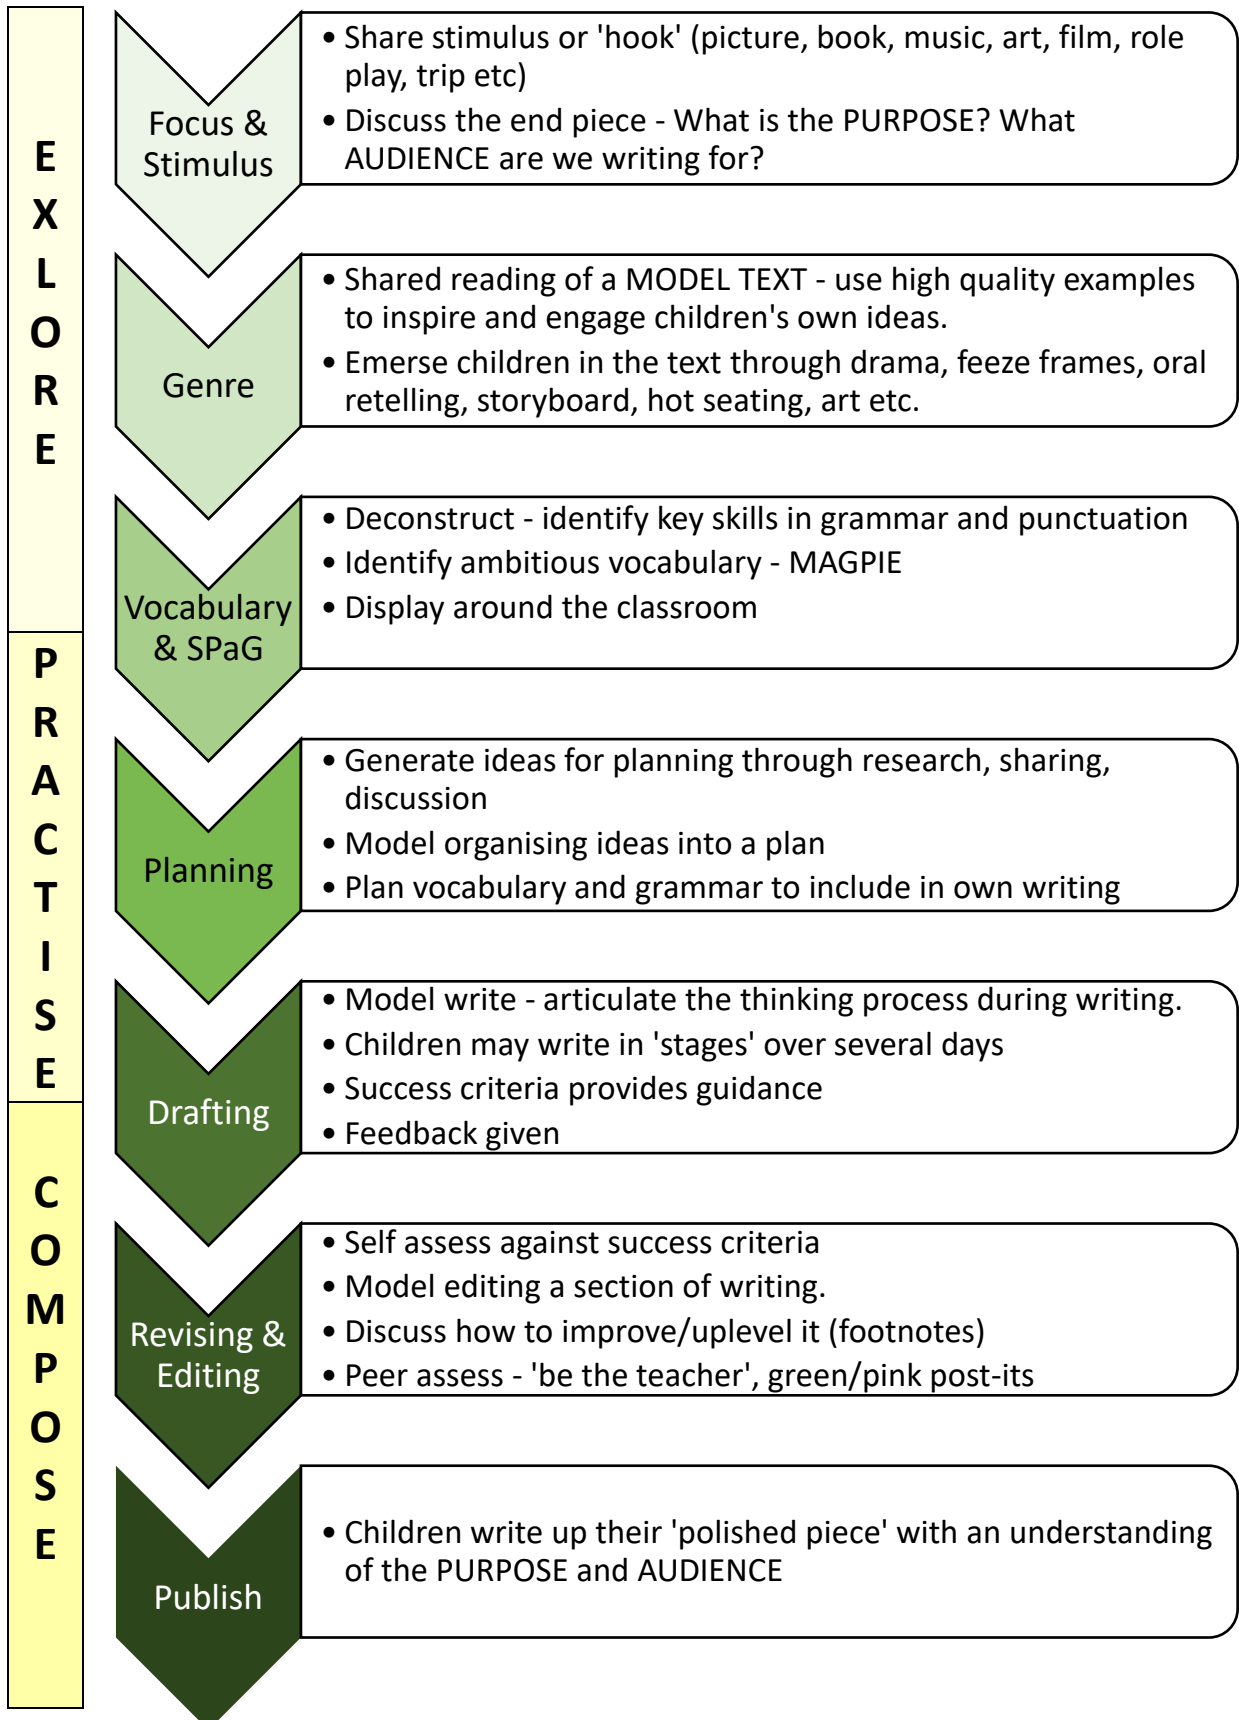 E
X
L
O
R
E
Focus &
Stimulus
• Share stimulus or 'hook' (picture, book, music, art, film, role
play, trip etc)
• Discuss the end piece - What is the PURPOSE? What
AUDIENCE are we writing for?
Genre
• Shared reading of a MODEL TEXT - use high quality examples
to inspire and engage children's own ideas.
• Emerse children in the text through drama, feeze frames, oral
retelling, storyboard, hot seating, art etc.
Vocabulary
& SPaG
• Deconstruct - identify key skills in grammar and punctuation
• Identify ambitious vocabulary - MAGPIE
• Display around the classroom
P
R
A
C
T
I
S
E
Planning
• Generate ideas for planning through research, sharing,
discussion
• Model organising ideas into a plan
• Plan vocabulary and grammar to include in own writing
Drafting
• Model write - articulate the thinking process during writing.
• Children may write in 'stages' over several days
• Success criteria provides guidance
• Feedback given
C
O
M
P
O
S
E
Revising &
Editing
• Self assess against success criteria
• Model editing a section of writing.
• Discuss how to improve/uplevel it (footnotes)
• Peer assess - 'be the teacher', green/pink post-its
Publish
• Children write up their 'polished piece' with an understanding
of the PURPOSE and AUDIENCE